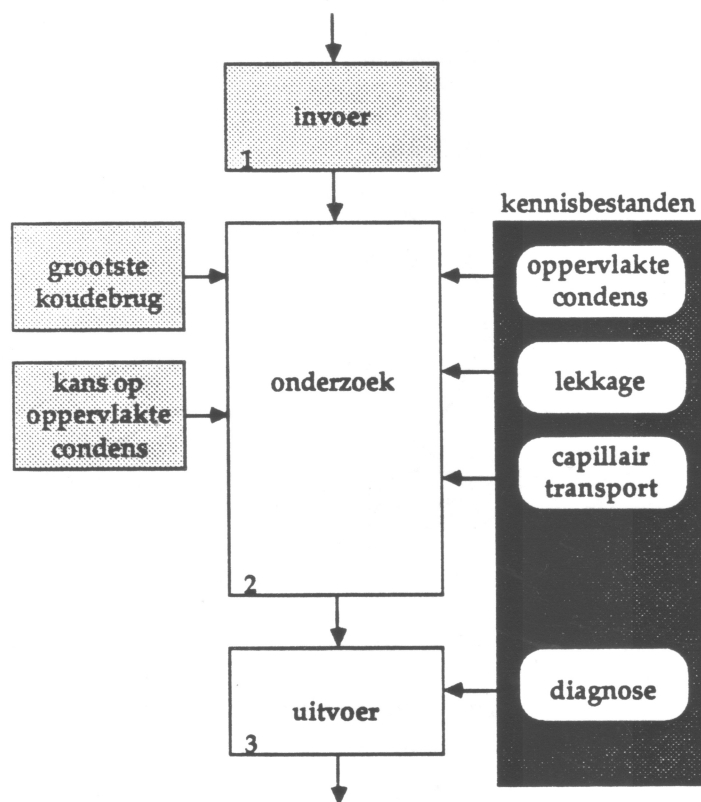 invoer
1
kennisbestanden
grootste
koudebrug
kans op
oppervlakte
condens
onderzoek
2
oppervlakte
condens
lekkage
capillair
transport
uitvoer
3
diagnose